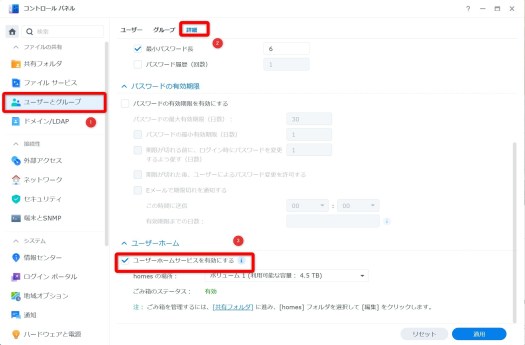 コントロール パネル
検索
ファイルの共有
共有フォルダ
ファイル サービス
ユーザーとグループ
ドメイン/LDAP
1
接続性
外部アクセス
ネットワーク
セキュリティ
端末とSNMP
システム
情報センター
ログイン ポータル
地域オプション
通知
ハードウェアと電源
ユーザー
グループ
詳細
2
最小パスワード長
6
パスワード履歴（回数）
1
パスワードの有効期限
パスワードの有効期限を有効にする
パスワードの最大有効期限（日数）
30
パスワードの最小有効期限（日数）
1
期限が切れる前に、ログイン時にパスワードを変更
するよう促す（日数）
1
期限が切れた後、ユーザーによるパスワード変更を許可する
Eメールで期限切れを通知する
この時間に送信
00 : 00
有効期限までの日数：
3
ユーザーホーム
ユーザーホームサービスを有効にする
homes の場所：
ボリューム 1 (利用可能な容量： 4.5 TB)
ごみ箱のステータス：
有効
注： ごみ箱を管理するには、[共有フォルダ] に進み、[homes] フォルダを選択して [編集] をクリックします。
リセット
適用